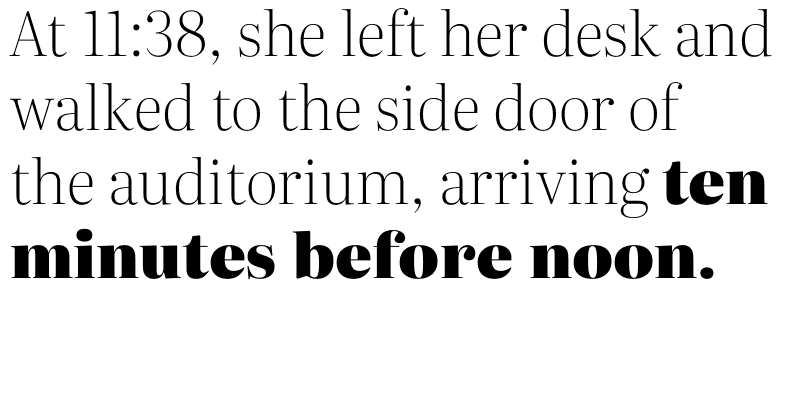 At 11:38, she left her desk and
walked to the side door of
the auditorium, arriving ten
minutes before noon.